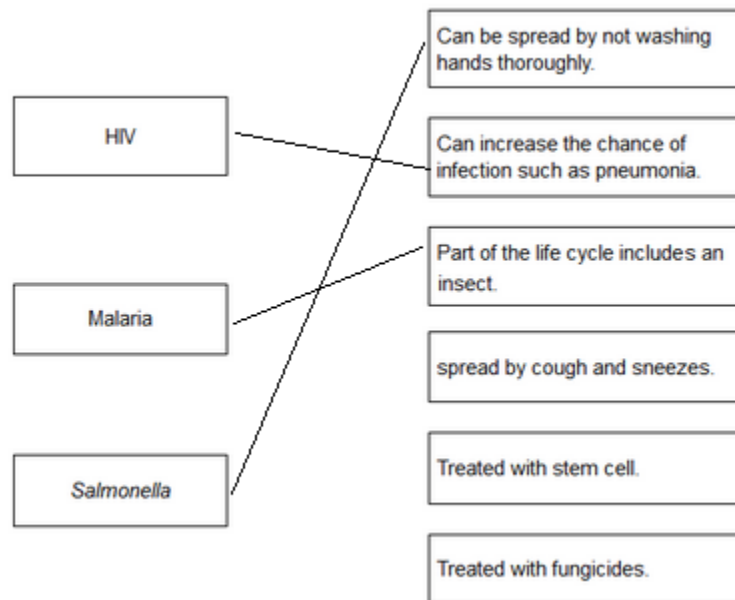 Can be spread by not washing
hands thoroughly.
HIV
Can increase the chance of
infection such as pneumonia.
Part of the life cycle includes an
insect.
Malaria
spread by cough and sneezes.
Salmonella
Treated with stem cell.
Treated with fungicides.